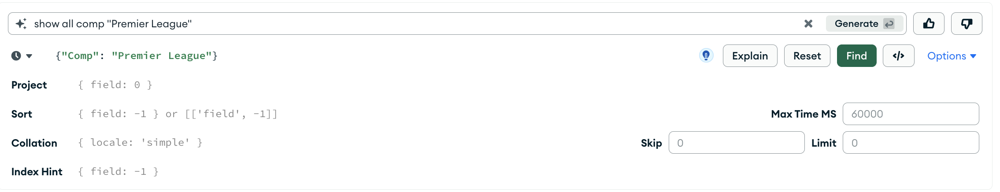 show all comp "Premier League" Generate
{"Comp": "Premier League"} Explain Reset Find </> Options
Project { field: 0 }
Sort { field: -1 } or [['field', -1]] Max Time MS 60000
Collation { locale: 'simple' } Skip 0 Limit 0
Index Hint { field: -1 }